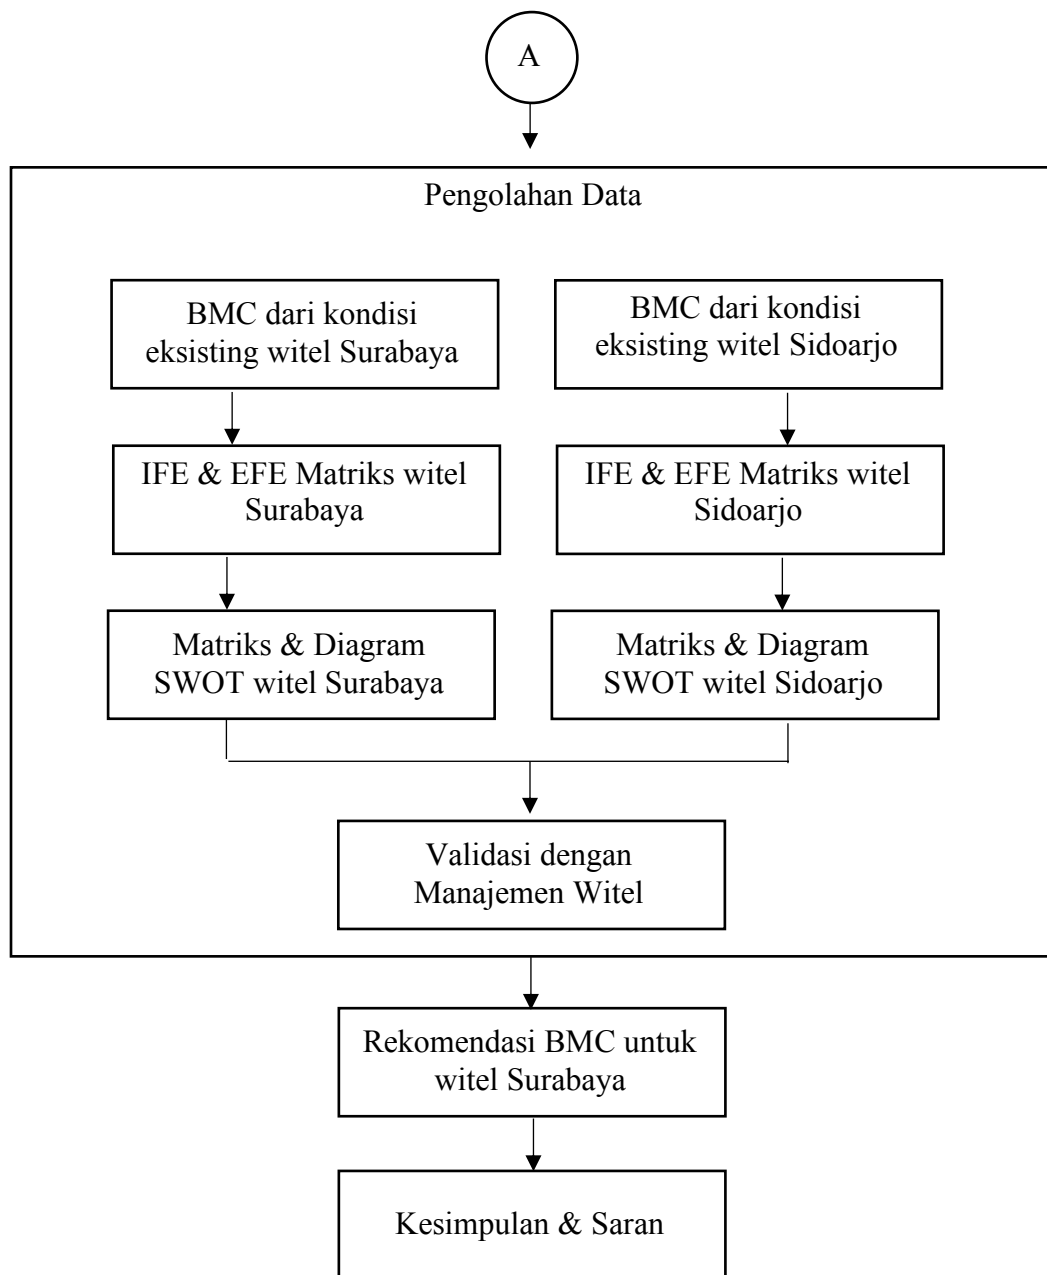 A
Pengolahan Data
BMC dari kondisi
eksisting witel Surabaya
BMC dari kondisi
eksisting witel Sidoarjo
IFE & EFE Matriks witel
Surabaya
IFE & EFE Matriks witel
Sidoarjo
Matriks & Diagram
SWOT witel Surabaya
Matriks & Diagram
SWOT witel Sidoarjo
Validasi dengan
Manajemen Witel
Rekomendasi BMC untuk
witel Surabaya
Kesimpulan & Saran